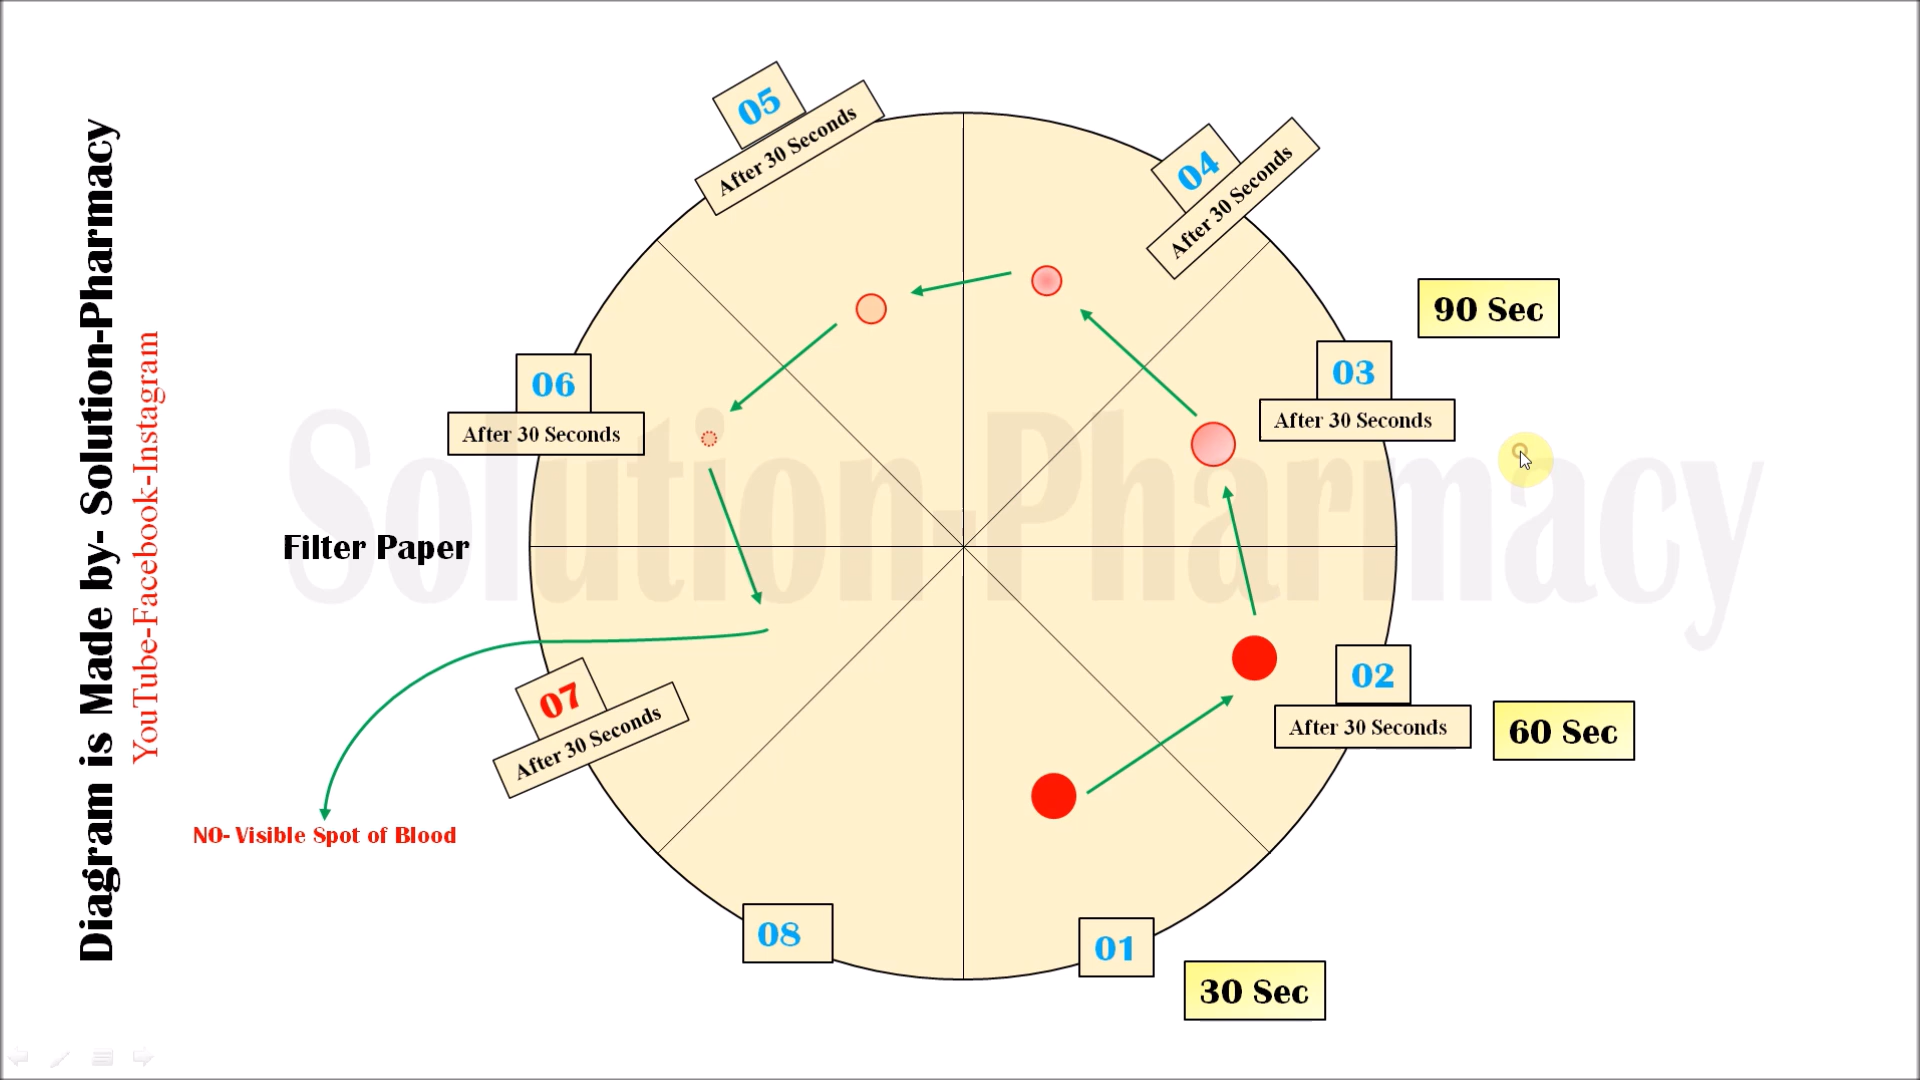 Diagram is Made by- Solution-Pharmacy
YouTube-Facebook-Instagram
05
After 30 Seconds
04
After 30 Seconds
90 Sec
03
After 30 Seconds
06
After 30 Seconds
Solution-Pharmacy
Filter Paper
02
After 30 Seconds
60 Sec
07
After 30 Seconds
NO- Visible Spot of Blood
08
01
30 Sec